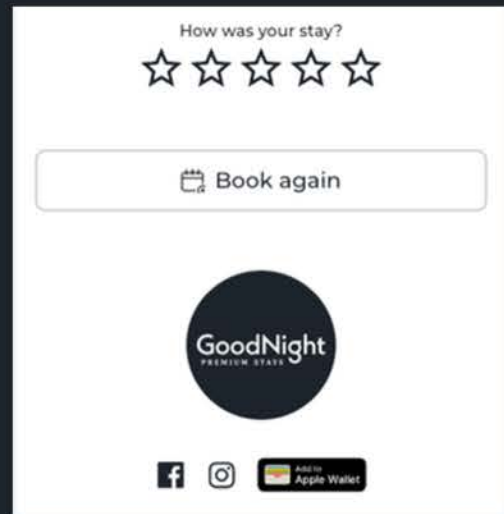 How was your stay?
Book again
GoodNight
PREMIUM STAYS
Add to
Apple Wallet